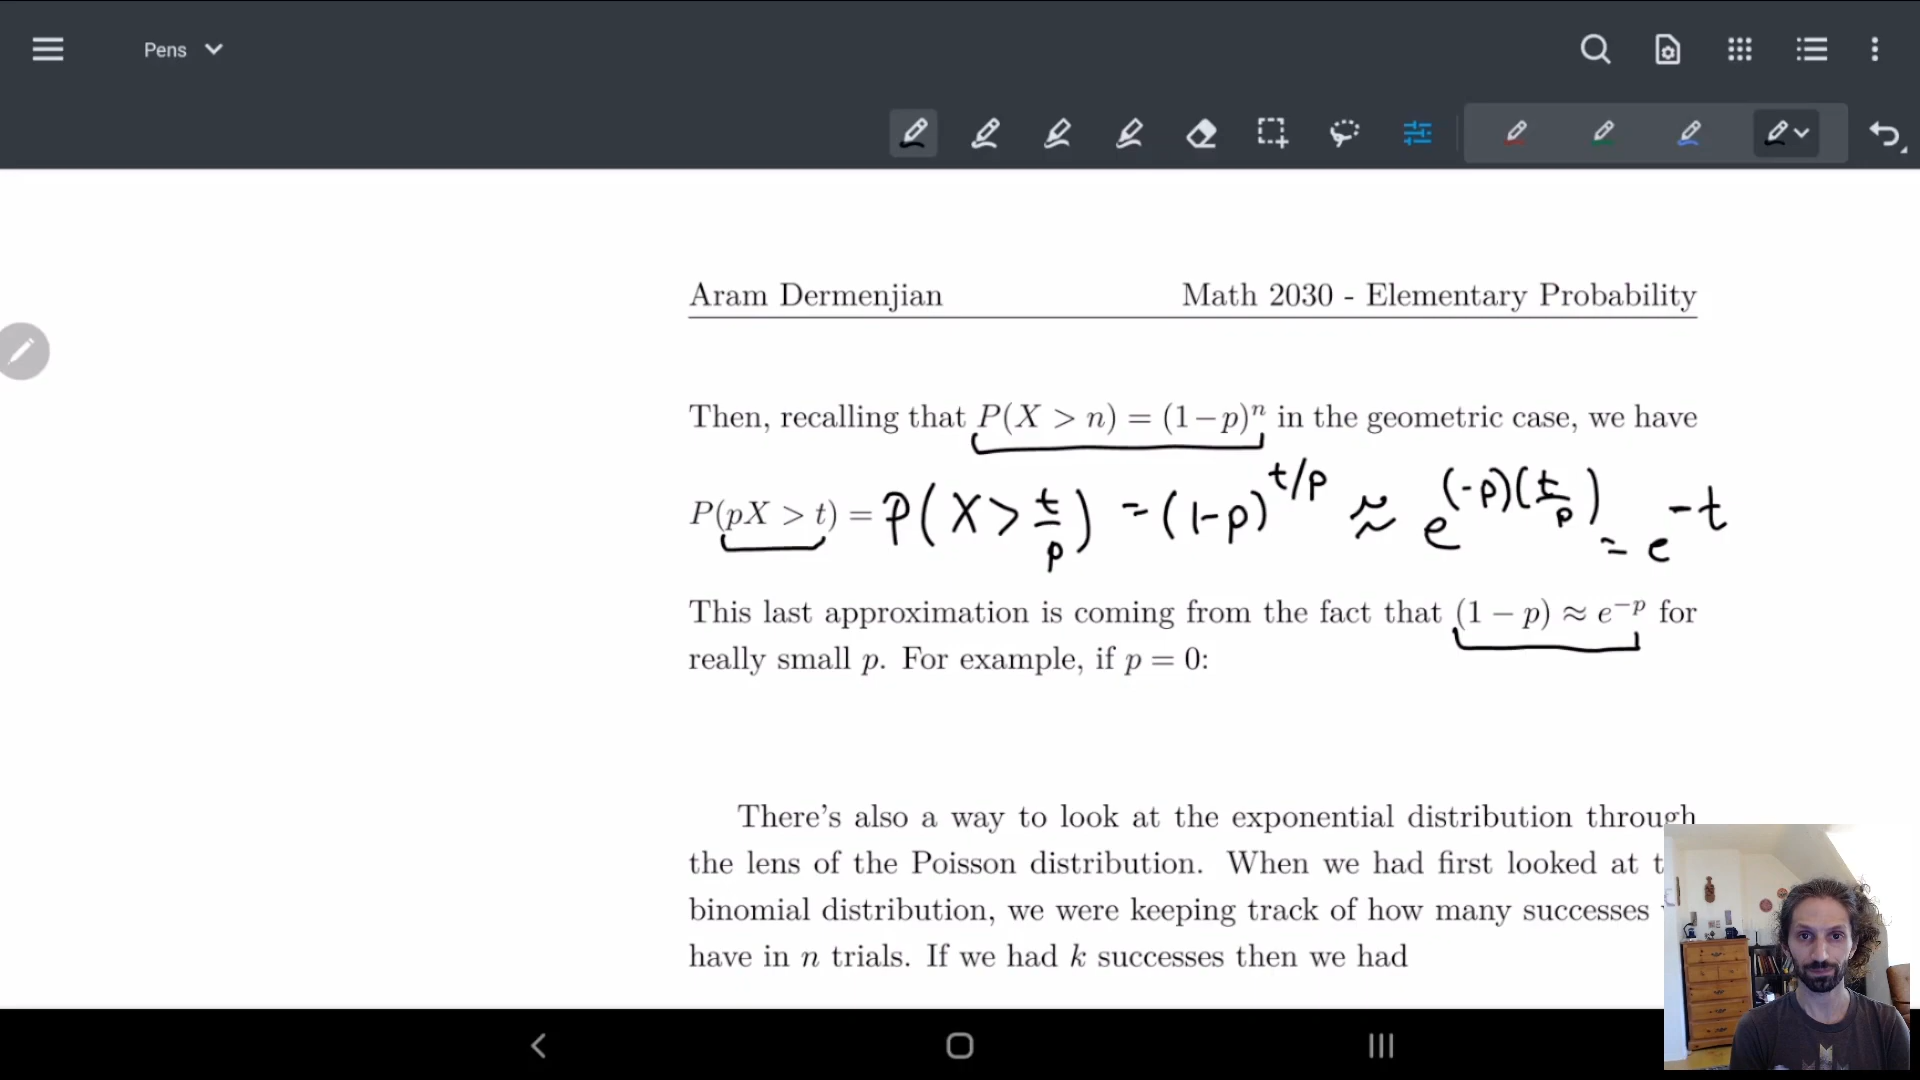 Pens
Aram Dermenjian Math 2030 - Elementary Probability
Then, recalling that P(X > n) = (1−p)ⁿ in the geometric case, we have
P(pX > t) = P(X > t/p) = (1-p)^{t/p} ≈ e^{(-p)(t/p)} = e^{-t}
This last approximation is coming from the fact that (1 − p) ≈ e^{−p} for
really small p. For example, if p = 0:
There's also a way to look at the exponential distribution through
the lens of the Poisson distribution. When we had first looked at
binomial distribution, we were keeping track of how many successes
have in n trials. If we had k successes then we had